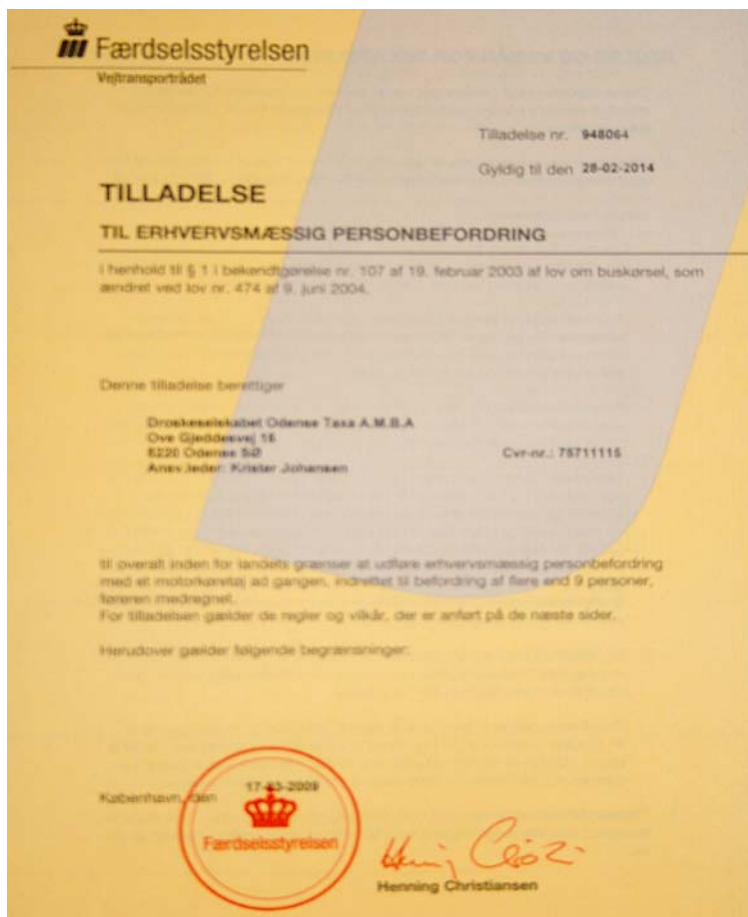 Færdselsstyrelsen
Vejtransportrådet
Tilladelse nr. 948064
Gyldig til den 28-02-2014
TILLADELSE
TIL ERHVERVSMÆSSIG PERSONBEFORDRING
I henhold til § 1 i bekendtgørelse nr. 107 af 19. februar 2003 af lov om buskørsel, som
ændret ved lov nr. 474 af 9. juni 2004.
Denne tilladelse berettiger
Droskeselskabet Odense Taxa A.M.B.A
Ove Gjeddesvej 16
5220 Odense SØ
Cvr-nr.: 75711115
Ansv.leder: Krister Johansen
til overalt inden for landets grænser at udføre erhvervsmæssig personbefordring
med et motorkøretøj ad gangen, indrettet til befordring af flere end 9 personer,
føreren medregnet.
For tilladelsen gælder de regler og vilkår, der er anført på de næste sider.
Herudover gælder følgende begrænsninger:
København, den 17-03-2009
Færdselsstyrelsen
Henning Christiansen